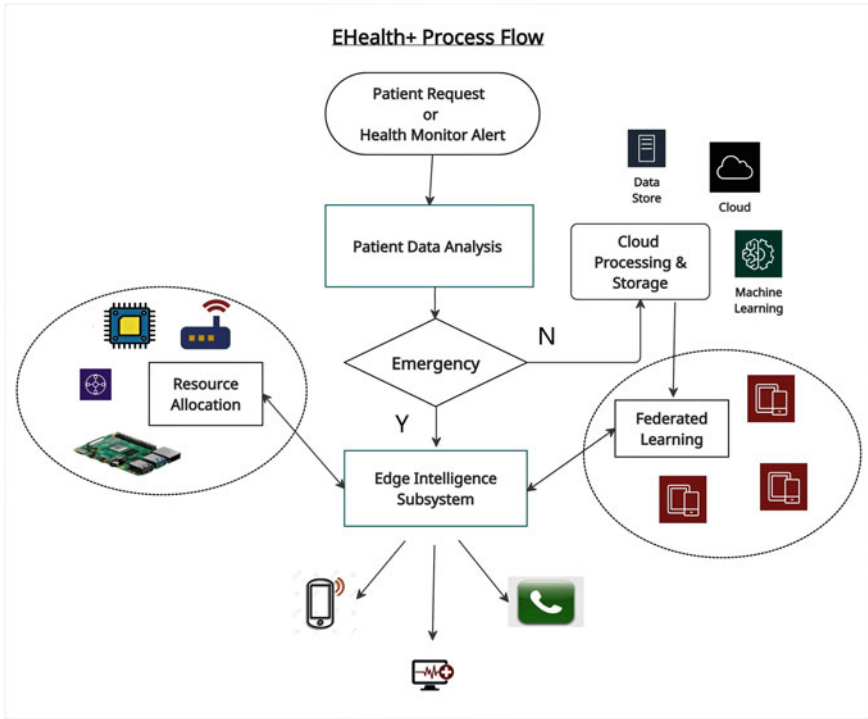 EHealth+ Process Flow
Patient Request
or
Health Monitor Alert
Data
Store
Cloud
Patient Data Analysis
Cloud
Processing &
Storage
Machine
Learning
Emergency
N
Resource
Allocation
Y
Federated
Learning
Edge Intelligence
Subsystem